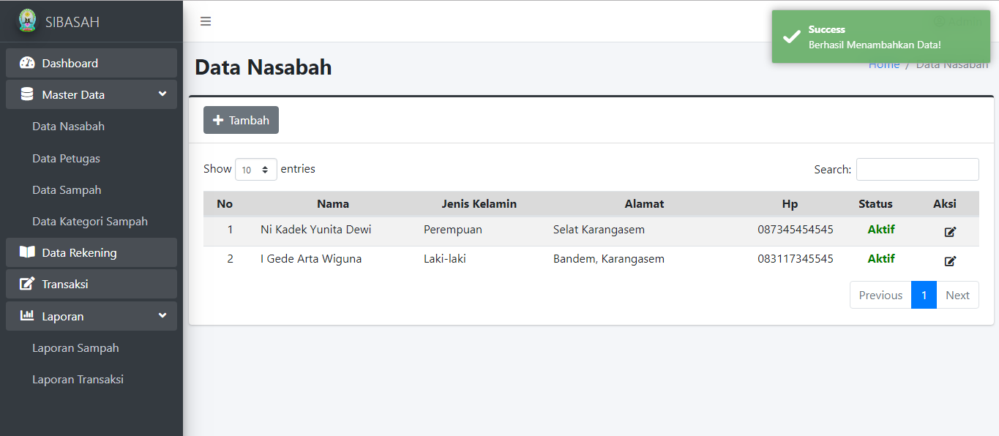 SIBASAH
Dashboard
Master Data
Data Nasabah
Data Petugas
Data Sampah
Data Kategori Sampah
Data Rekening
Transaksi
Laporan
Laporan Sampah
Laporan Transaksi
Admin
Success
Berhasil Menambahkan Data!
Data Nasabah
Home / Data Nasabah
Tambah
Show 10 entries
Search:
No Nama Jenis Kelamin Alamat Hp Status Aksi
1 Ni Kadek Yunita Dewi Perempuan Selat Karangasem 087345454545 Aktif
2 I Gede Arta Wiguna Laki-laki Bandem, Karangasem 083117345545 Aktif
Previous 1 Next